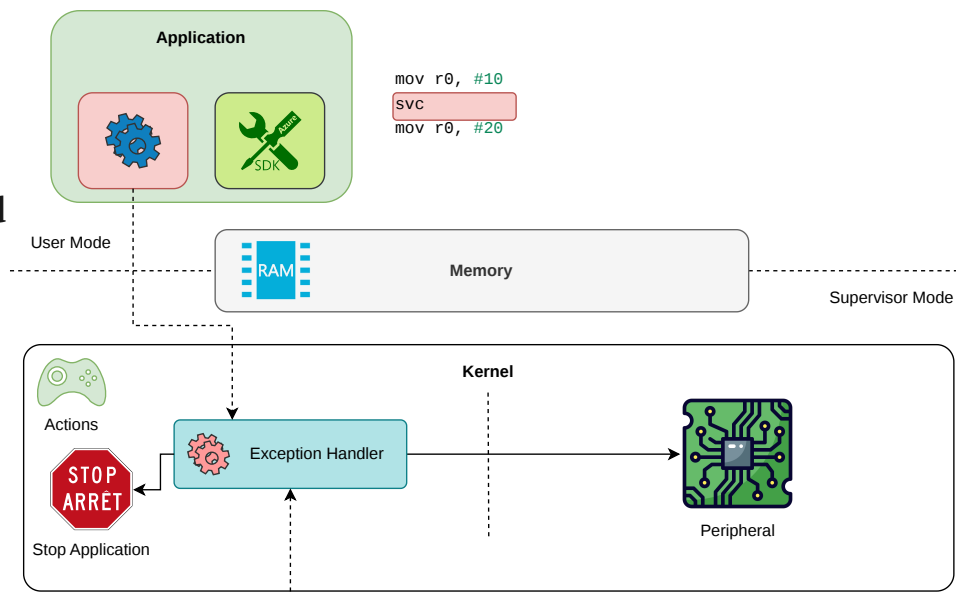 Application
mov r0, #10
svc
mov r0, #20
Azure
SDK
User Mode
RAM
Memory
Supervisor Mode
Kernel
Actions
Exception Handler
STOP
ARRÊT
Stop Application
Peripheral